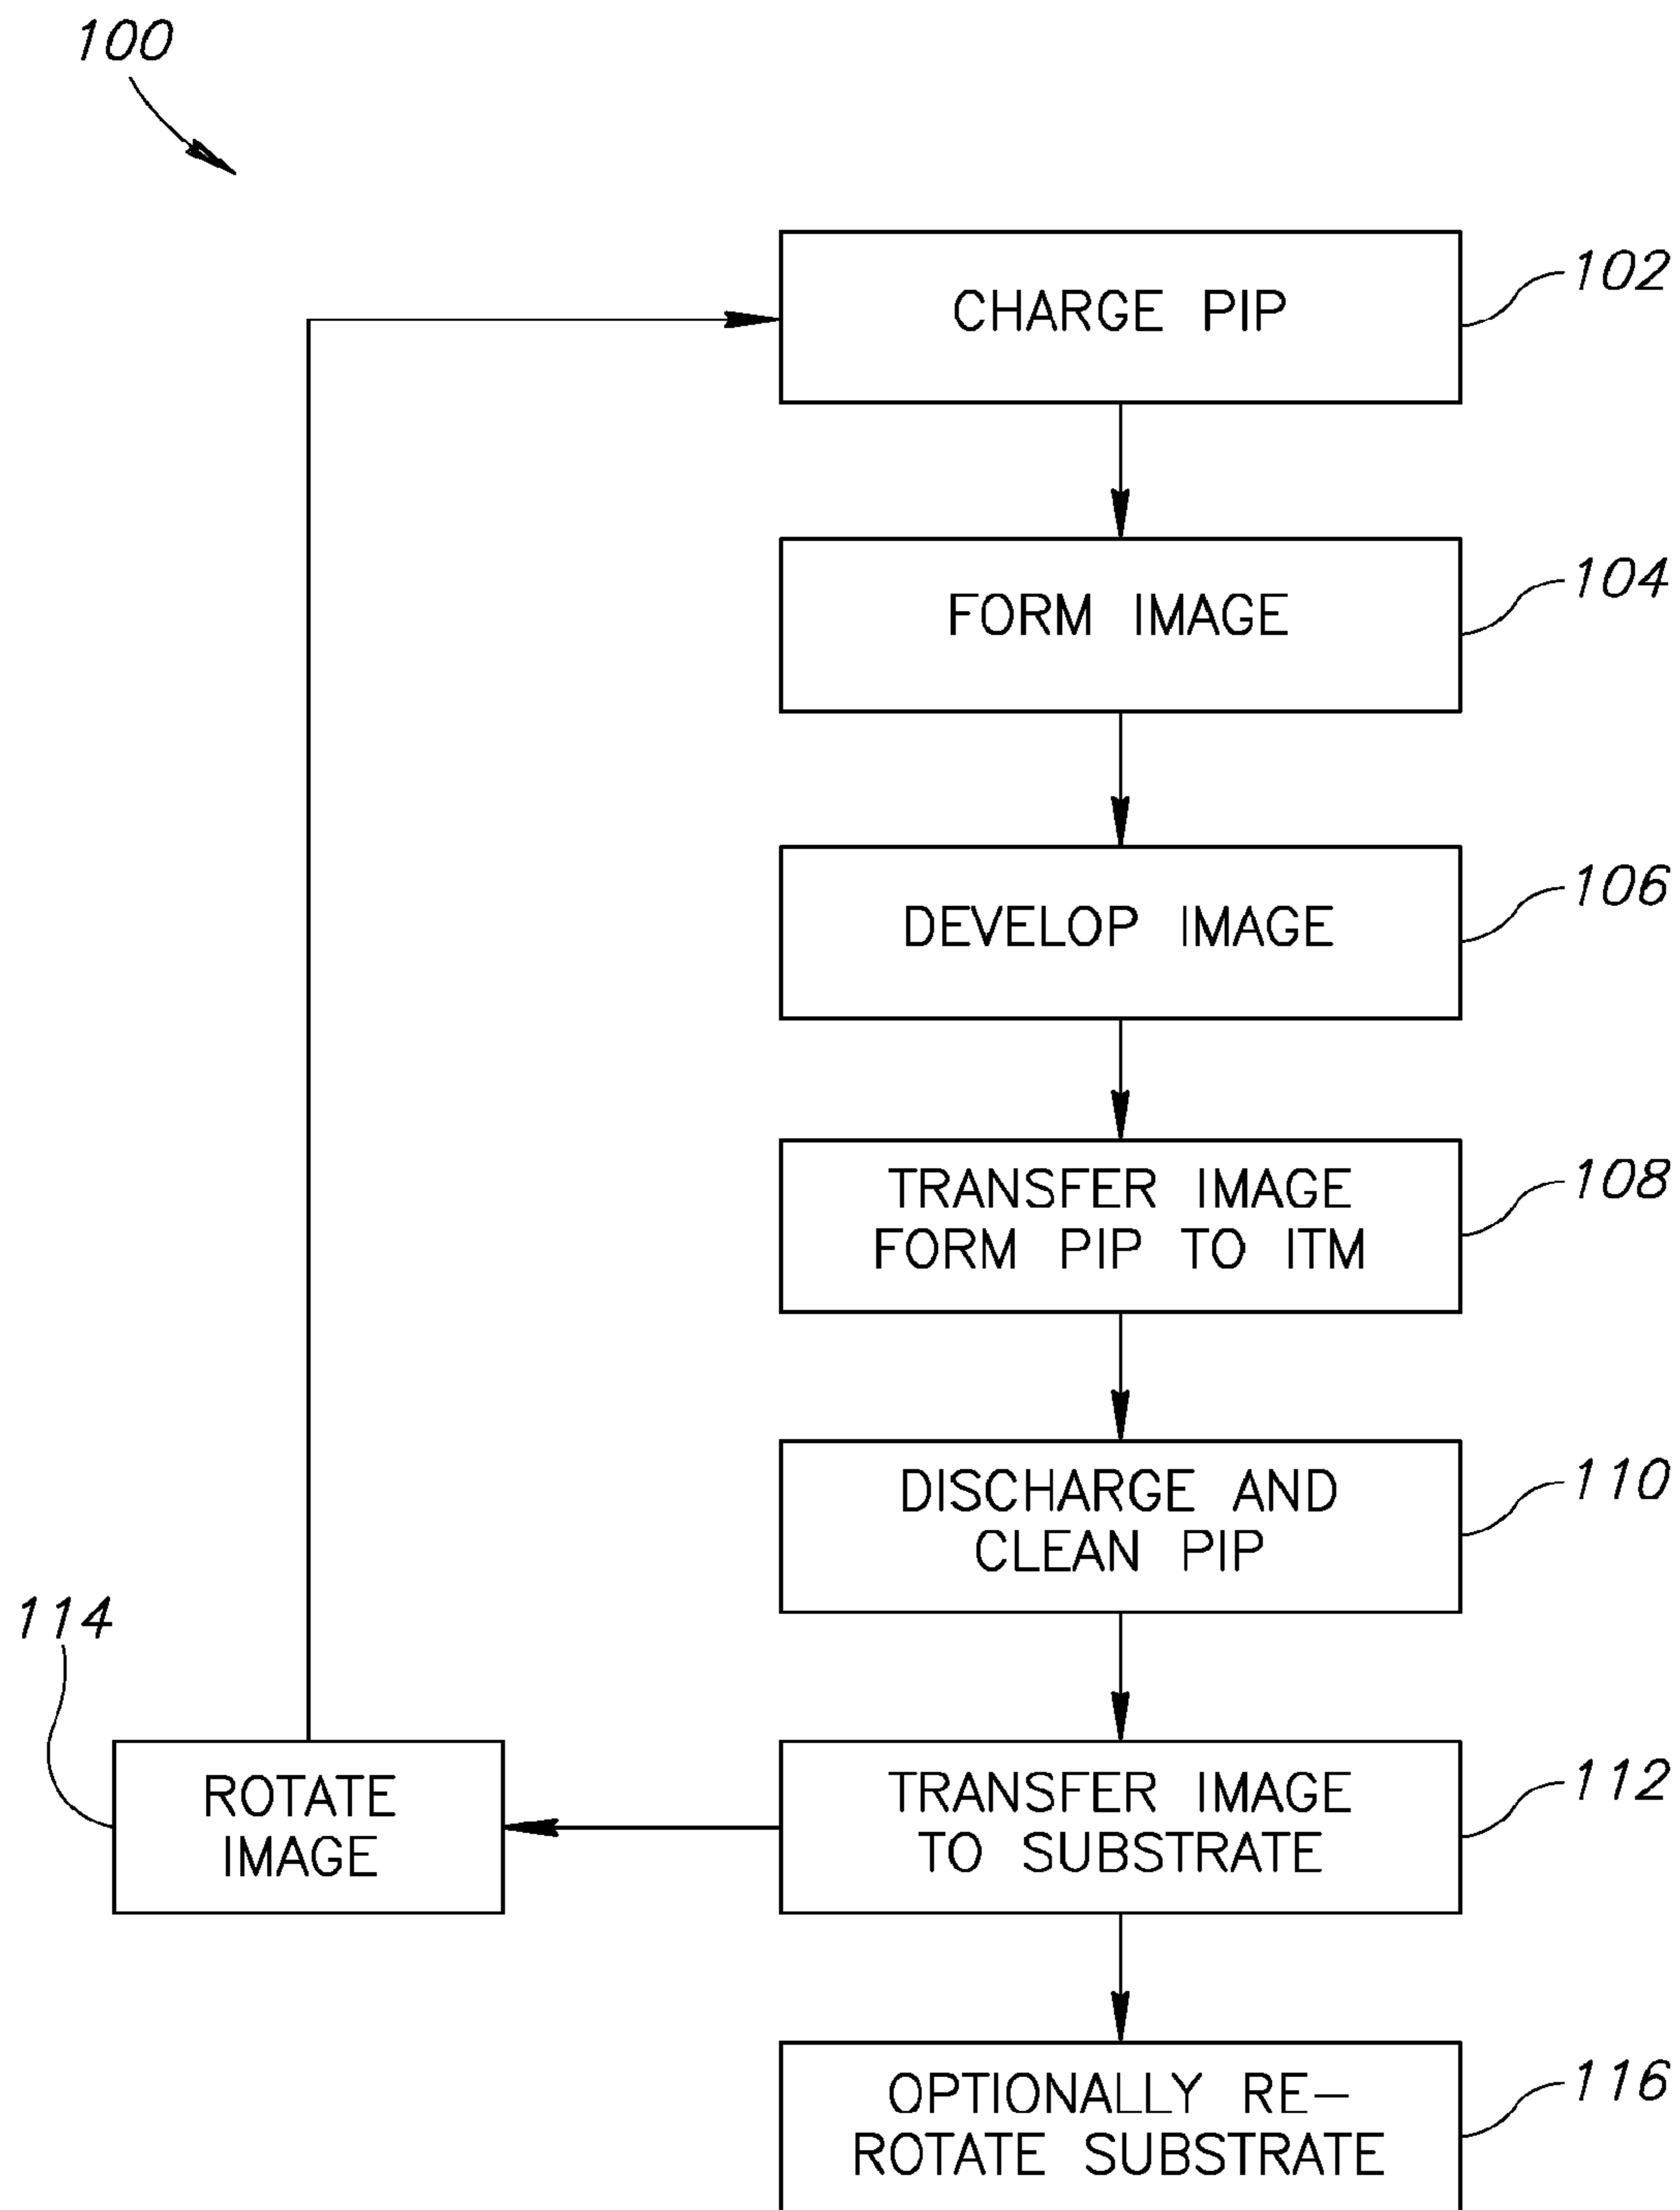 100
CHARGE PIP
102
FORM IMAGE
104
DEVELOP IMAGE
106
TRANSFER IMAGE
FORM PIP TO ITM
108
DISCHARGE AND
CLEAN PIP
110
114
ROTATE
IMAGE
TRANSFER IMAGE
TO SUBSTRATE
112
OPTIONALLY RE-
ROTATE SUBSTRATE
116